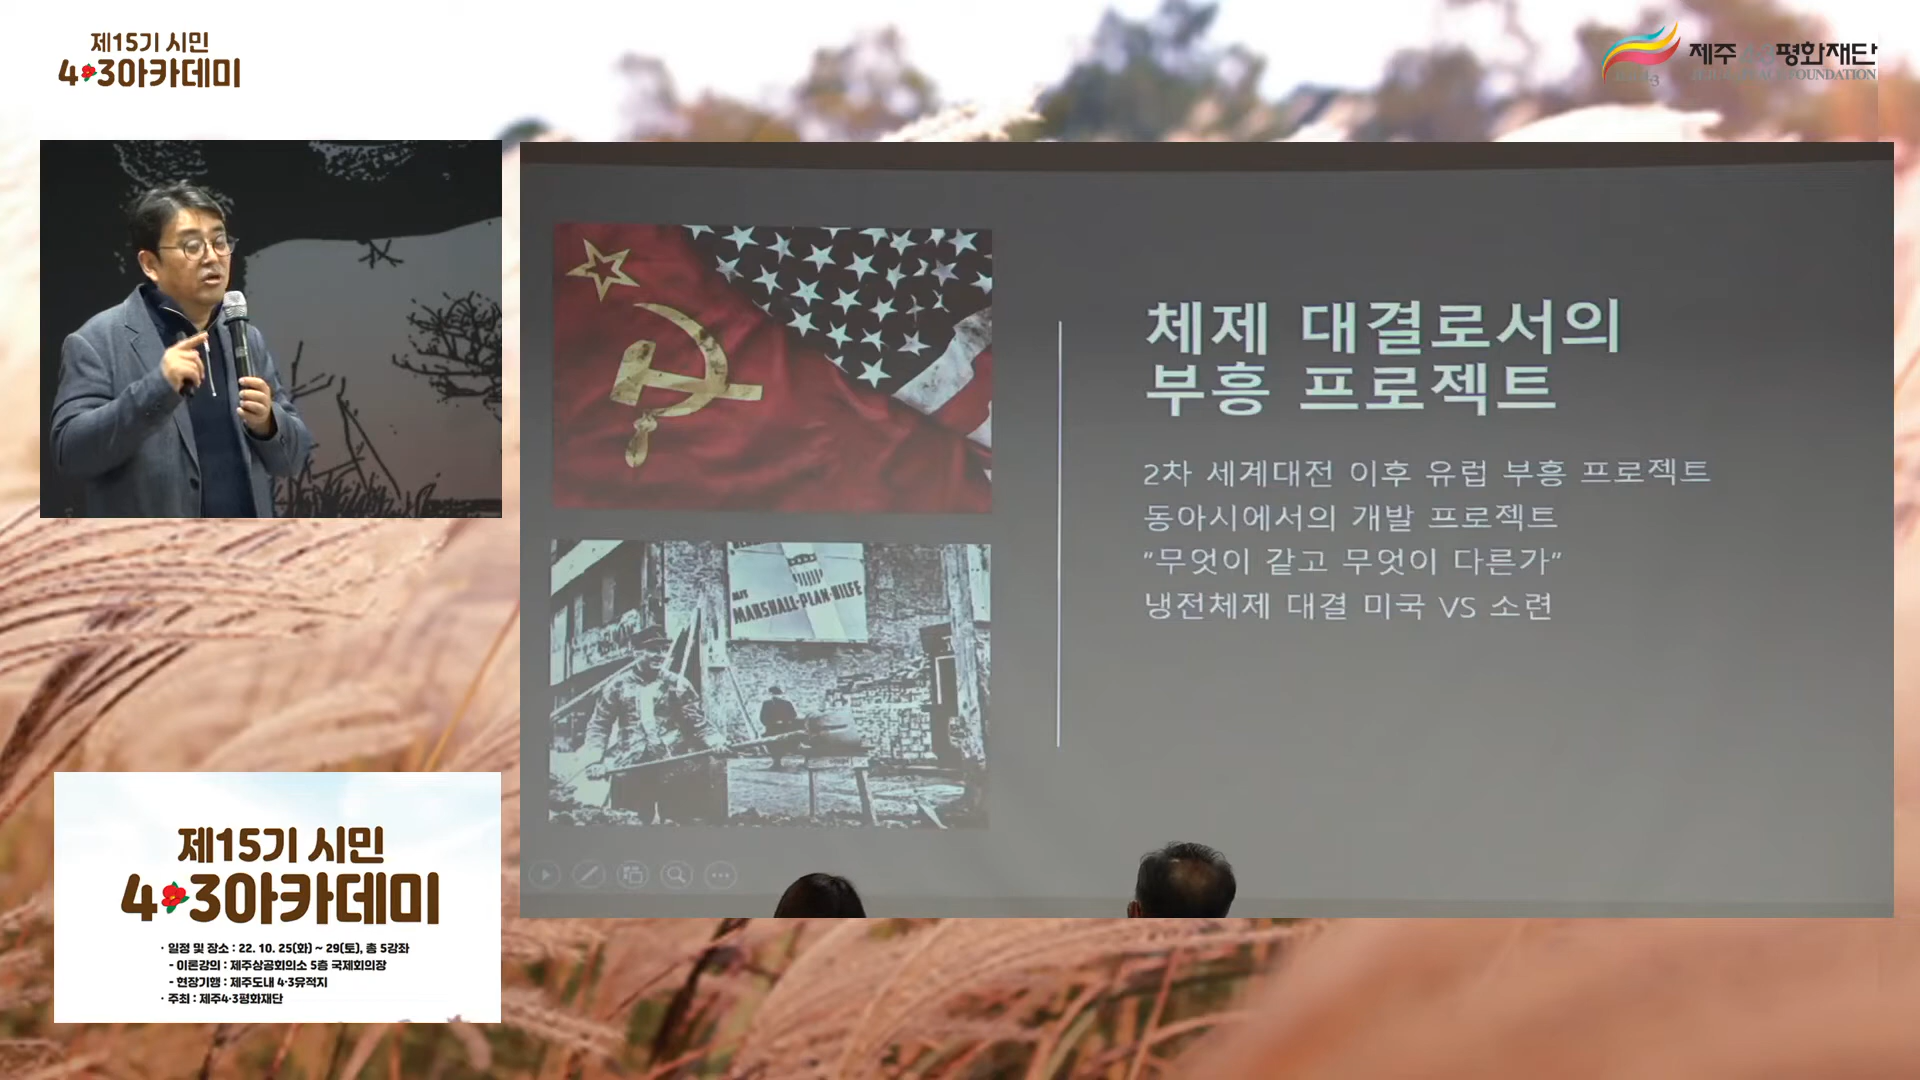 제15기 시민
4·3아카데미
제주4·3평화재단
체제 대결로서의
부흥 프로젝트
2차 세계대전 이후 유럽 부흥 프로젝트
동아시에서의 개발 프로젝트
"무엇이 같고 무엇이 다른가"
냉전체제 대결 미국 VS 소련
MARSHALL-PLAN-HILFE
제15기 시민
4·3아카데미
· 일정 및 장소 : 22. 10. 25(화) ~ 29(토), 총 5강좌
- 이론강의 : 제주상공회의소 5층 국제회의장
- 현장기행 : 제주도내 4·3유적지
· 주최 : 제주4·3평화재단